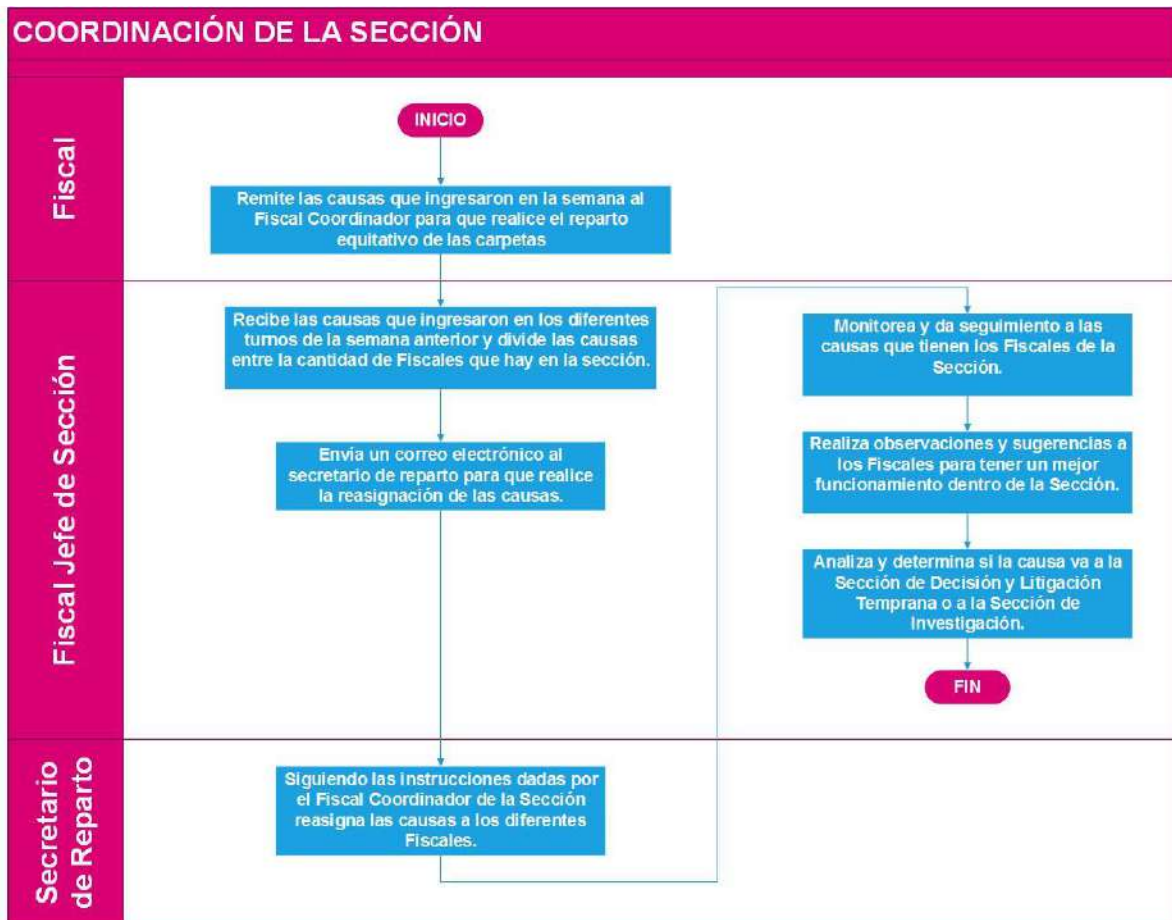 COORDINACIÓN DE LA SECCIÓN
Fiscal
INICIO
Remite las causas que ingresaron en la semana al
Fiscal Coordinador para que realice el reparto
equitativo de las carpetas
Fiscal Jefe de Sección
Recibe las causas que ingresaron en los diferentes
turnos de la semana anterior y divide las causas
entre la cantidad de Fiscales que hay en la sección.
Envía un correo electrónico al
secretario de reparto para que realice
la reasignación de las causas.
Secretario
de Reparto
Siguiendo las instrucciones dadas por
el Fiscal Coordinador de la Sección
reasigna las causas a los diferentes
Fiscales.
Monitorea y da seguimiento a las
causas que tienen los Fiscales de la
Sección.
Realiza observaciones y sugerencias a
los Fiscales para tener un mejor
funcionamiento dentro de la Sección.
Analiza y determina si la causa va a la
Sección de Decisión y Litigación
Temprana o a la Sección de
Investigación.
FIN